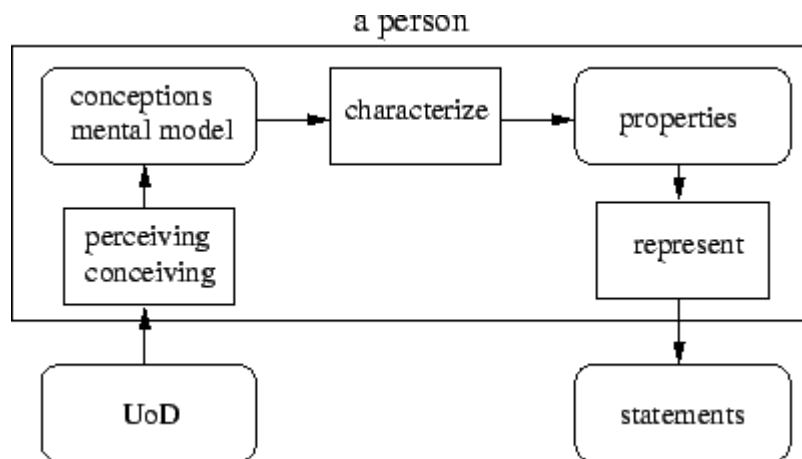 a person
conceptions
mental model
characterize
properties
perceiving
conceiving
represent
UoD
statements